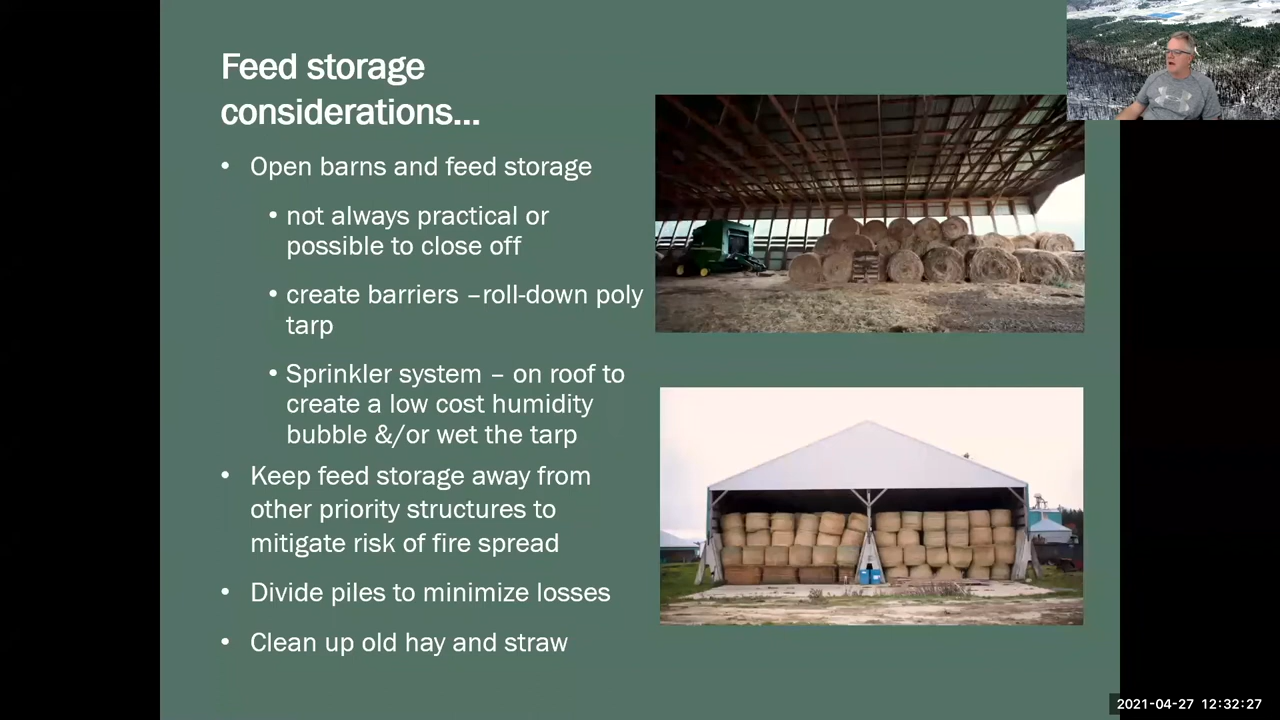 Feed storage
considerations...
• Open barns and feed storage
• not always practical or
possible to close off
• create barriers –roll-down poly
tarp
• Sprinkler system – on roof to
create a low cost humidity
bubble &/or wet the tarp
• Keep feed storage away from
other priority structures to
mitigate risk of fire spread
• Divide piles to minimize losses
• Clean up old hay and straw
2021-04-27 12:32:27